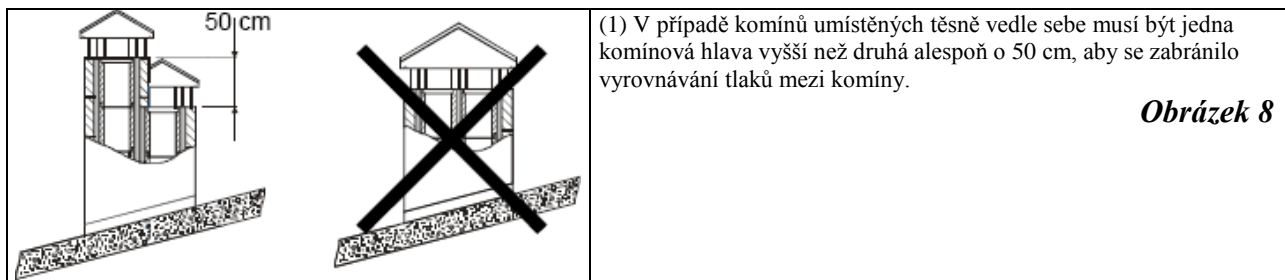 50 cm
(1) V případě komínů umístěných těsně vedle sebe musí být jedna
komínová hlava vyšší než druhá alespoň o 50 cm, aby se zabránilo
vyrovnávání tlaků mezi komíny.
Obrázek 8